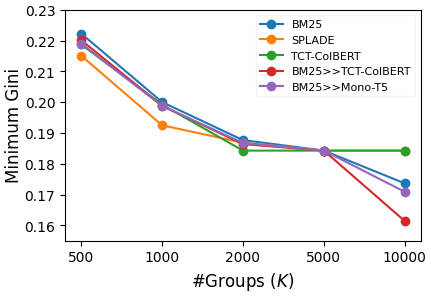 0.23
0.22
0.21
0.20
0.19
0.18
0.17
0.16
Minimum Gini
BM25
SPLADE
TCT-ColBERT
BM25>>TCT-ColBERT
BM25>>Mono-T5
500 1000 2000 5000 10000
#Groups (K)